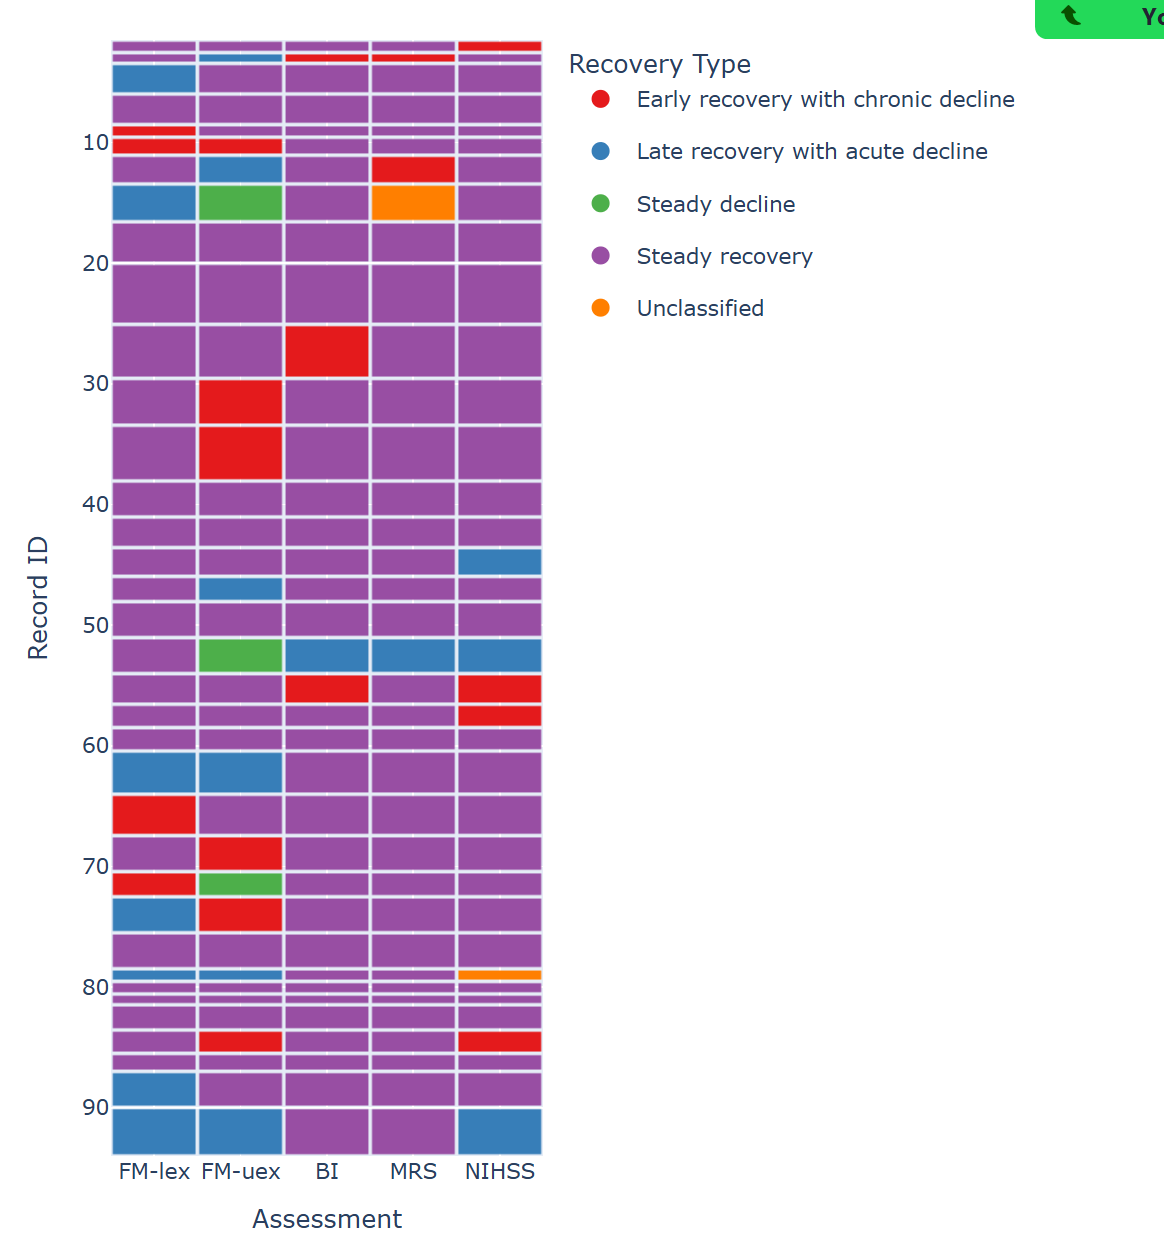 Recovery Type
Early recovery with chronic decline
Late recovery with acute decline
Steady decline
Steady recovery
Unclassified
10
20
30
40
50
60
70
80
90
Record ID
FM-lex FM-uex BI MRS NIHSS
Assessment